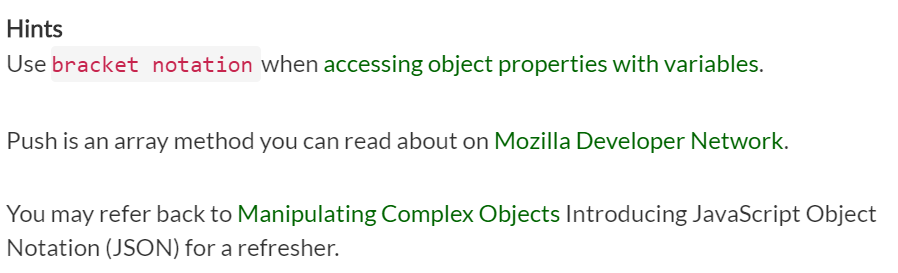 Hints
Use bracket notation when accessing object properties with variables.
Push is an array method you can read about on Mozilla Developer Network.
You may refer back to Manipulating Complex Objects Introducing JavaScript Object
Notation (JSON) for a refresher.